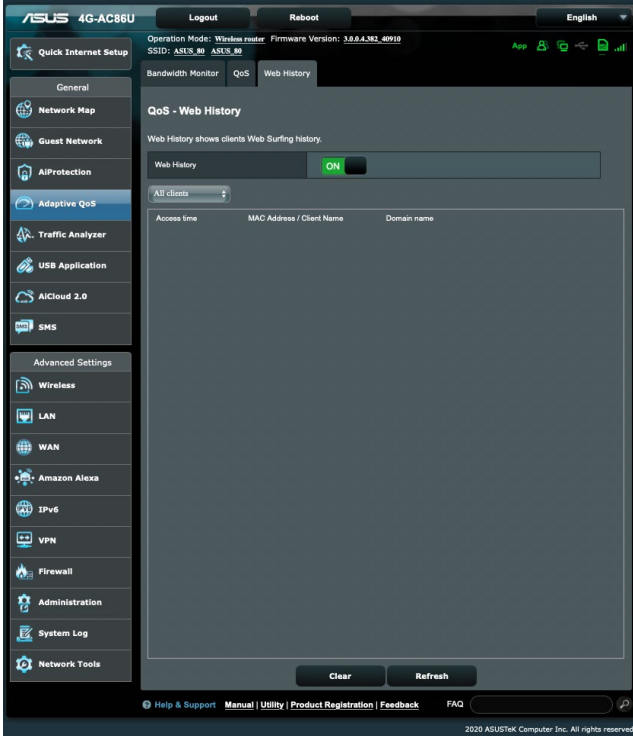 ASUS 4G-AC86U Logout Reboot English
Quick Internet Setup
Operation Mode: Wireless router Firmware Version: 3.0.0.4.382_40910
SSID: ASUS_80 ASUS_80
App
General
Network Map
Guest Network
AiProtection
Adaptive QoS
Traffic Analyzer
USB Application
AiCloud 2.0
SMS SMS
Advanced Settings
Wireless
LAN
WAN
Amazon Alexa
IPv6
VPN
Firewall
Administration
System Log
Network Tools
Bandwidth Monitor QoS Web History
QoS - Web History
Web History shows clients Web Surfing history.
Web History ON
All clients
Access time MAC Address / Client Name Domain name
Clear Refresh
? Help & Support Manual | Utility | Product Registration | Feedback FAQ
2020 ASUSTeK Computer Inc. All rights reserved